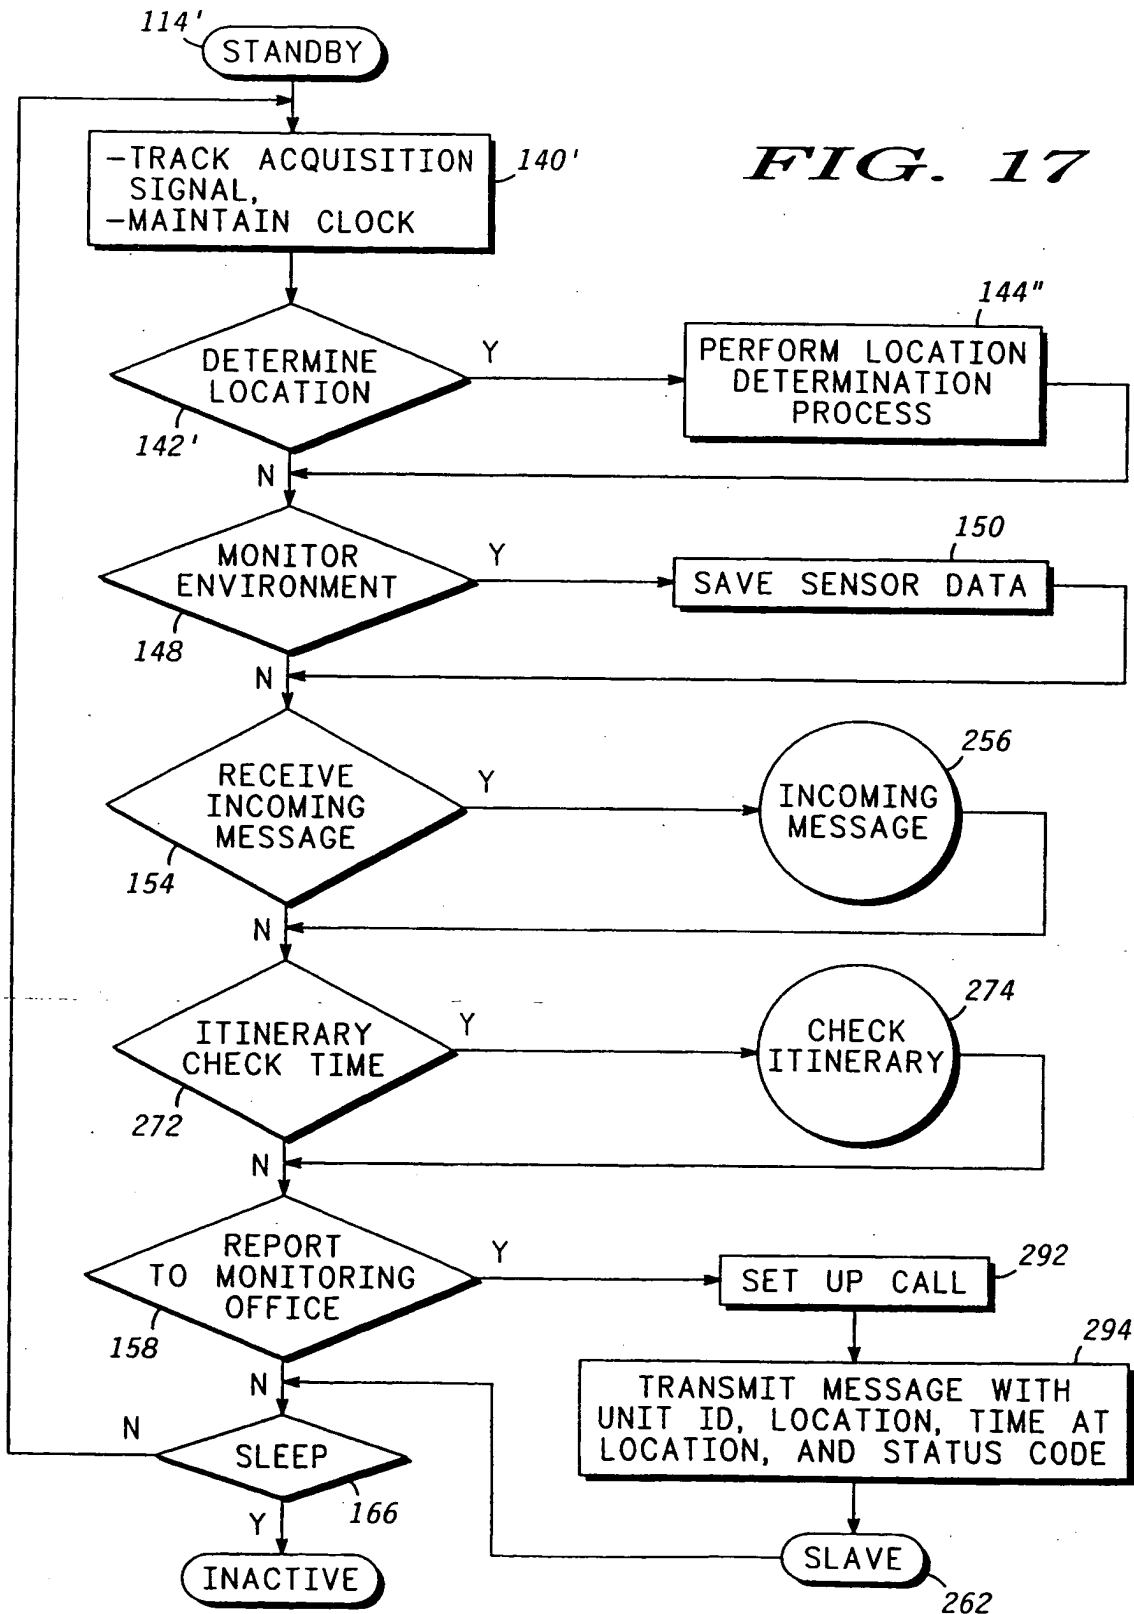 114'
STANDBY
FIG. 17
-TRACK ACQUISITION
SIGNAL,
-MAINTAIN CLOCK
140'
DETERMINE
LOCATION
142'
Y
N
144"
PERFORM LOCATION
DETERMINATION
PROCESS
MONITOR
ENVIRONMENT
148
Y
N
150
SAVE SENSOR DATA
RECEIVE
INCOMING
MESSAGE
154
Y
N
256
INCOMING
MESSAGE
ITINERARY
CHECK TIME
272
Y
N
274
CHECK
ITINERARY
REPORT
TO MONITORING
OFFICE
158
Y
N
SET UP CALL
292
294
TRANSMIT MESSAGE WITH
UNIT ID, LOCATION, TIME AT
LOCATION, AND STATUS CODE
SLAVE
262
N
SLEEP
166
Y
INACTIVE